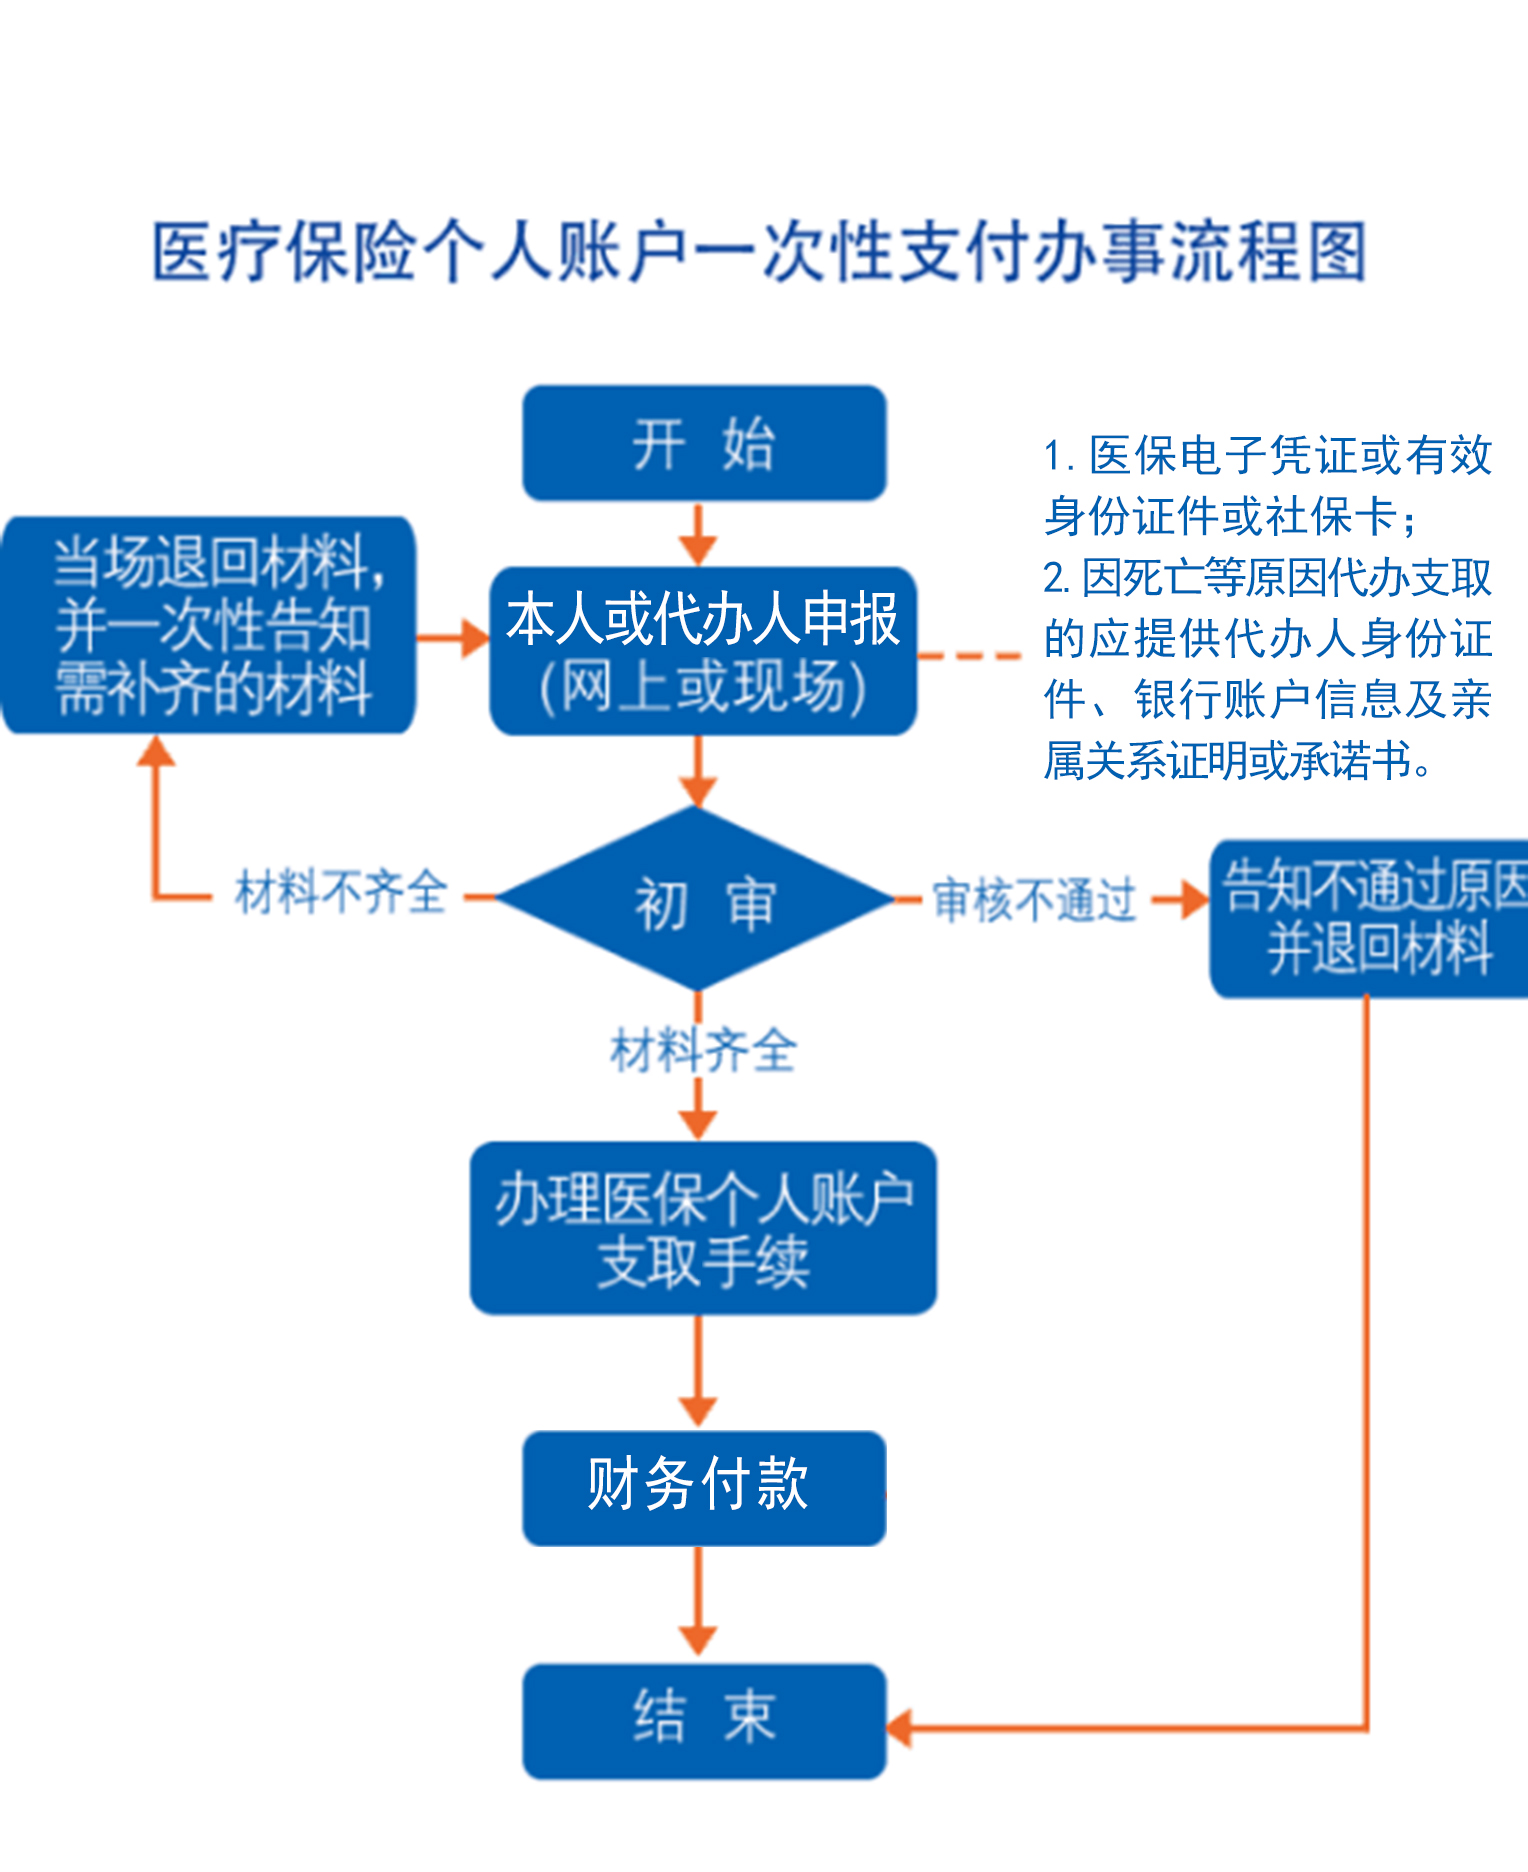 医疗保险个人账户一次性支付办事流程图
开 始
1.医保电子凭证或有效
身份证件或社保卡；
2.因死亡等原因代办支取
的应提供代办人身份证
件、银行账户信息及亲
属关系证明或承诺书。
当场退回材料，
并一次性告知
需补齐的材料
本人或代办人申报
（网上或现场）
材料不齐全
初 审
审核不通过
告知不通过原因
并退回材料
材料齐全
办理医保个人账户
支取手续
财务付款
结 束